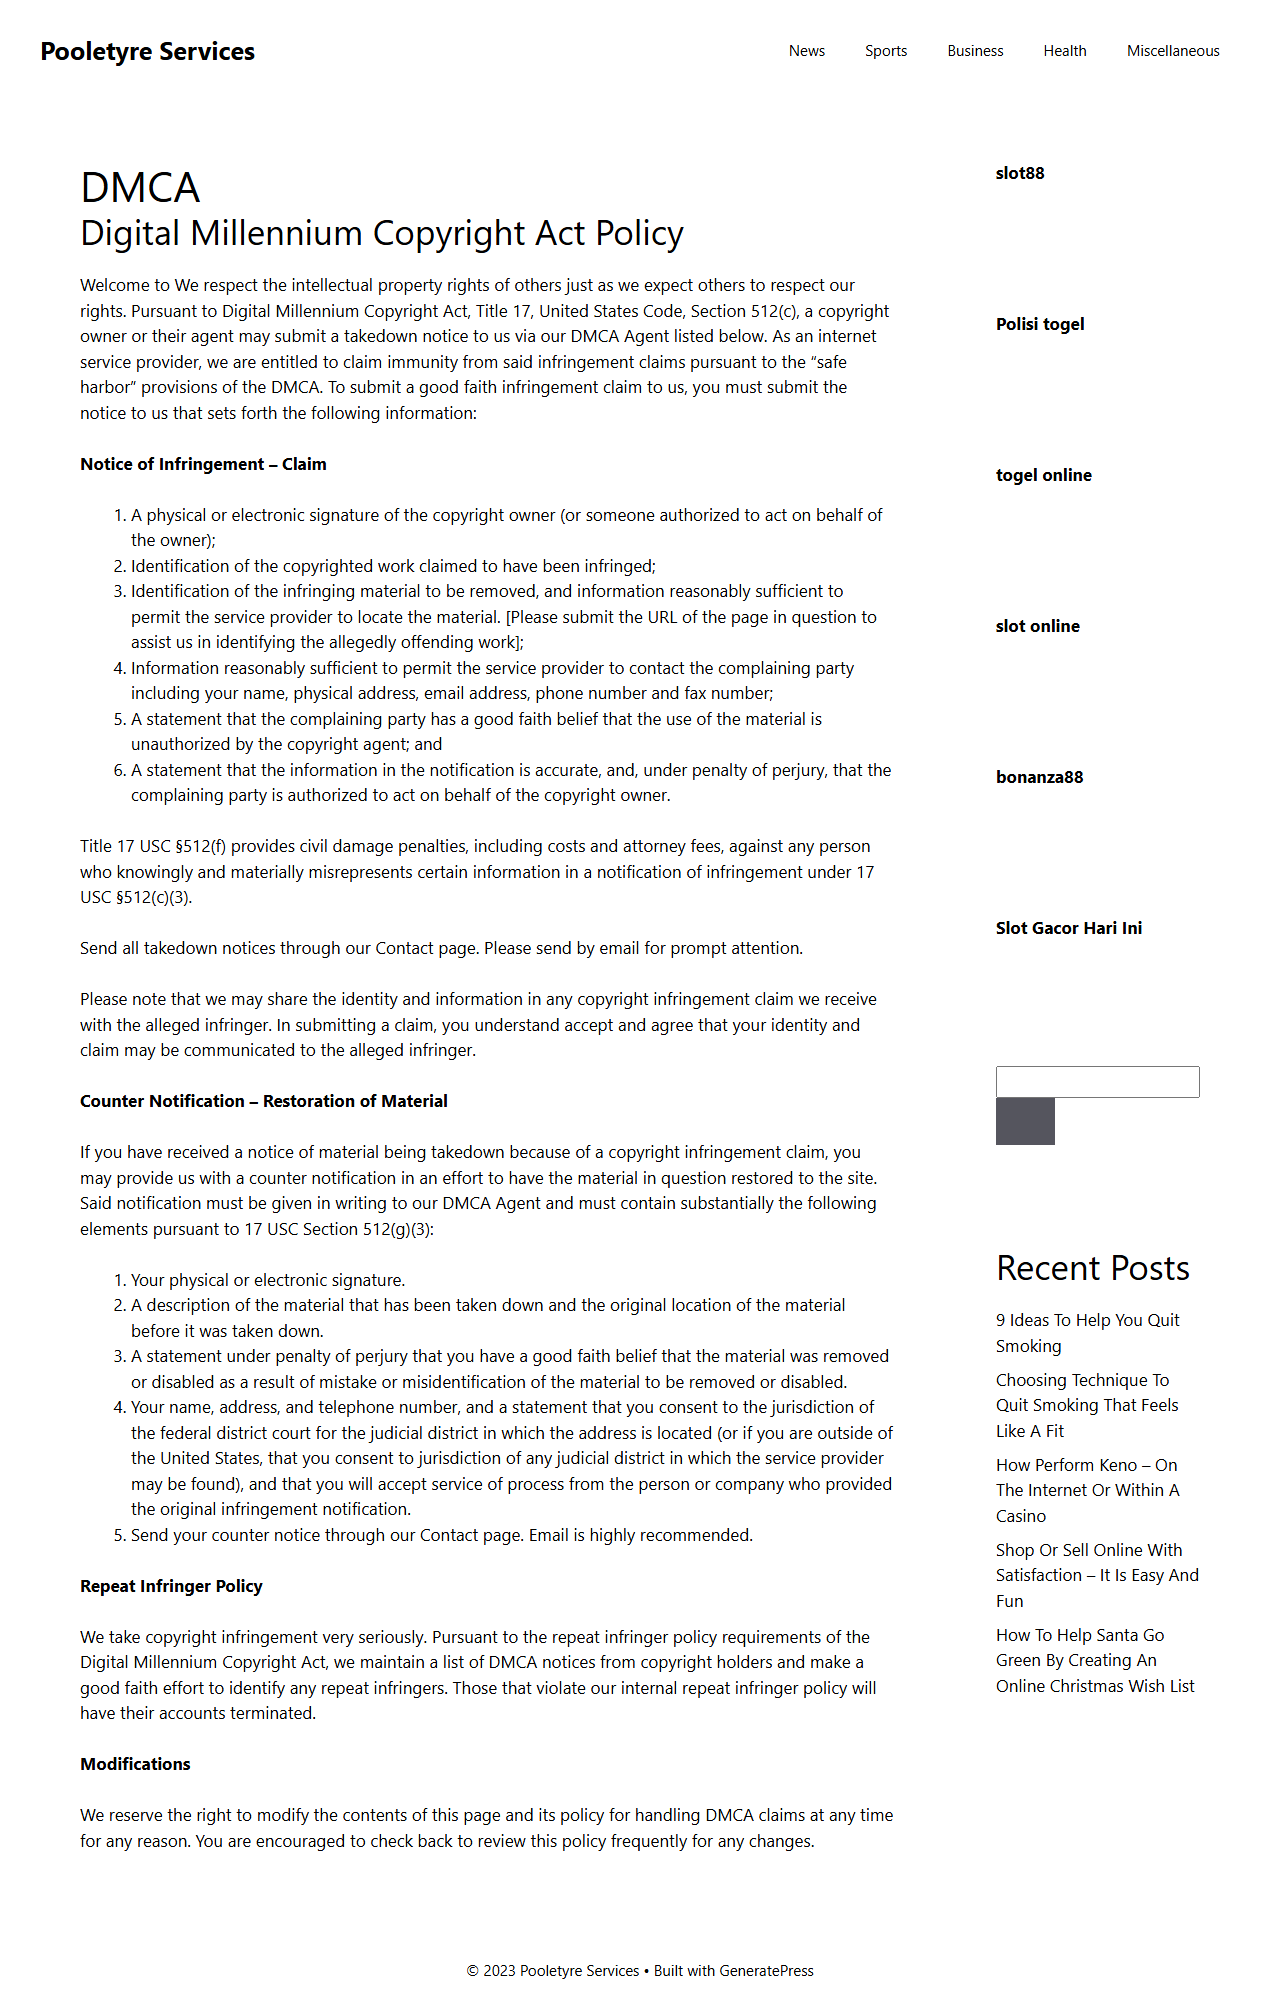 Pooletyre Services
News
Sports
Business
Health
Miscellaneous
DMCA
Digital Millennium Copyright Act Policy
Welcome to We respect the intellectual property rights of others just as we expect others to respect our
rights. Pursuant to Digital Millennium Copyright Act, Title 17, United States Code, Section 512(c), a copyright
owner or their agent may submit a takedown notice to us via our DMCA Agent listed below. As an internet
service provider, we are entitled to claim immunity from said infringement claims pursuant to the “safe
harbor” provisions of the DMCA. To submit a good faith infringement claim to us, you must submit the
notice to us that sets forth the following information:
Notice of Infringement – Claim
1. A physical or electronic signature of the copyright owner (or someone authorized to act on behalf of
the owner);
2. Identification of the copyrighted work claimed to have been infringed;
3. Identification of the infringing material to be removed, and information reasonably sufficient to
permit the service provider to locate the material. [Please submit the URL of the page in question to
assist us in identifying the allegedly offending work];
4. Information reasonably sufficient to permit the service provider to contact the complaining party
including your name, physical address, email address, phone number and fax number;
5. A statement that the complaining party has a good faith belief that the use of the material is
unauthorized by the copyright agent; and
6. A statement that the information in the notification is accurate, and, under penalty of perjury, that the
complaining party is authorized to act on behalf of the copyright owner.
Title 17 USC §512(f) provides civil damage penalties, including costs and attorney fees, against any person
who knowingly and materially misrepresents certain information in a notification of infringement under 17
USC §512(c)(3).
Send all takedown notices through our Contact page. Please send by email for prompt attention.
Please note that we may share the identity and information in any copyright infringement claim we receive
with the alleged infringer. In submitting a claim, you understand accept and agree that your identity and
claim may be communicated to the alleged infringer.
Counter Notification – Restoration of Material
If you have received a notice of material being takedown because of a copyright infringement claim, you
may provide us with a counter notification in an effort to have the material in question restored to the site.
Said notification must be given in writing to our DMCA Agent and must contain substantially the following
elements pursuant to 17 USC Section 512(g)(3):
1. Your physical or electronic signature.
2. A description of the material that has been taken down and the original location of the material
before it was taken down.
3. A statement under penalty of perjury that you have a good faith belief that the material was removed
or disabled as a result of mistake or misidentification of the material to be removed or disabled.
4. Your name, address, and telephone number, and a statement that you consent to the jurisdiction of
the federal district court for the judicial district in which the address is located (or if you are outside of
the United States, that you consent to jurisdiction of any judicial district in which the service provider
may be found), and that you will accept service of process from the person or company who provided
the original infringement notification.
5. Send your counter notice through our Contact page. Email is highly recommended.
Repeat Infringer Policy
We take copyright infringement very seriously. Pursuant to the repeat infringer policy requirements of the
Digital Millennium Copyright Act, we maintain a list of DMCA notices from copyright holders and make a
good faith effort to identify any repeat infringers. Those that violate our internal repeat infringer policy will
have their accounts terminated.
Modifications
We reserve the right to modify the contents of this page and its policy for handling DMCA claims at any time
for any reason. You are encouraged to check back to review this policy frequently for any changes.
slot88
Polisi togel
togel online
slot online
bonanza88
Slot Gacor Hari Ini
Recent Posts
9 Ideas To Help You Quit
Smoking
Choosing Technique To
Quit Smoking That Feels
Like A Fit
How Perform Keno – On
The Internet Or Within A
Casino
Shop Or Sell Online With
Satisfaction – It Is Easy And
Fun
How To Help Santa Go
Green By Creating An
Online Christmas Wish List
© 2023 Pooletyre Services • Built with GeneratePress